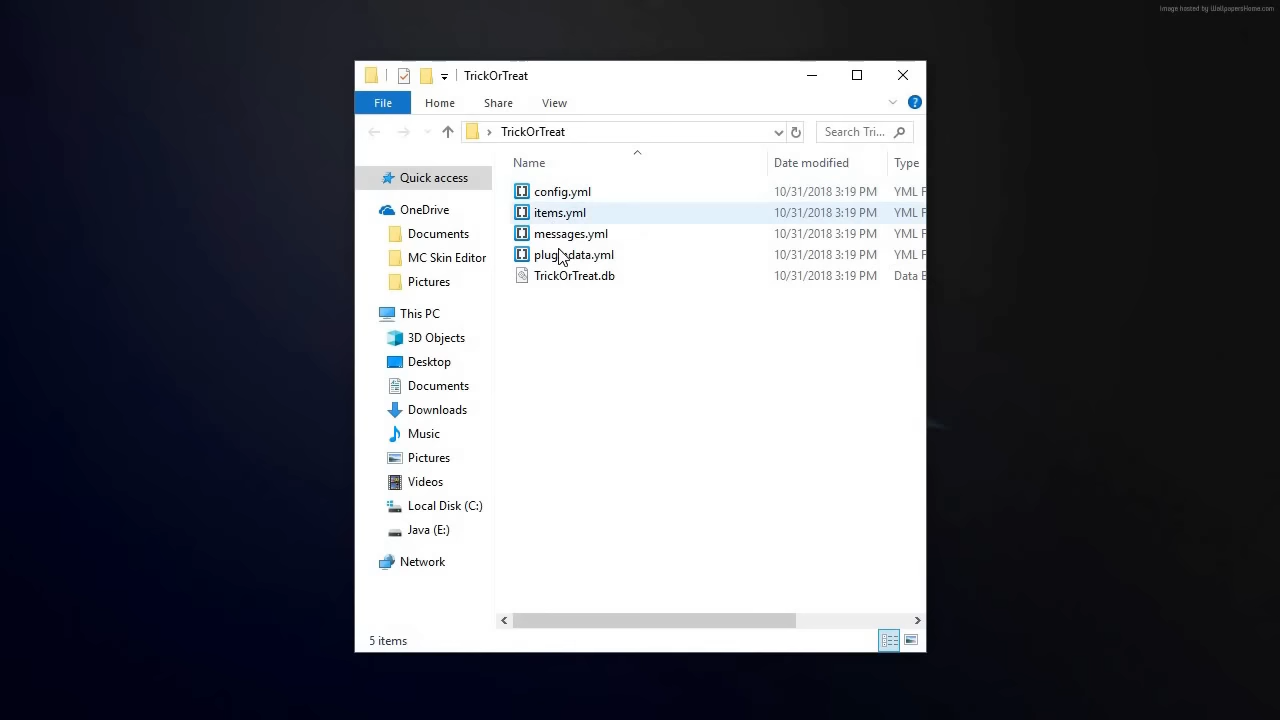 Image hosted by WallpapersHome.com
TrickOrTreat
File Home Share View
TrickOrTreat Search Tri...
Name Date modified Type
Quick access
OneDrive
Documents
MC Skin Editor
Pictures
This PC
3D Objects
Desktop
Documents
Downloads
Music
Pictures
Videos
Local Disk (C:)
Java (E:)
Network
config.yml 10/31/2018 3:19 PM YML F
items.yml 10/31/2018 3:19 PM YML F
messages.yml 10/31/2018 3:19 PM YML F
10/31/2018 3:19 PM YML F
TrickOrTreat.db 10/31/2018 3:19 PM Data B
5 items